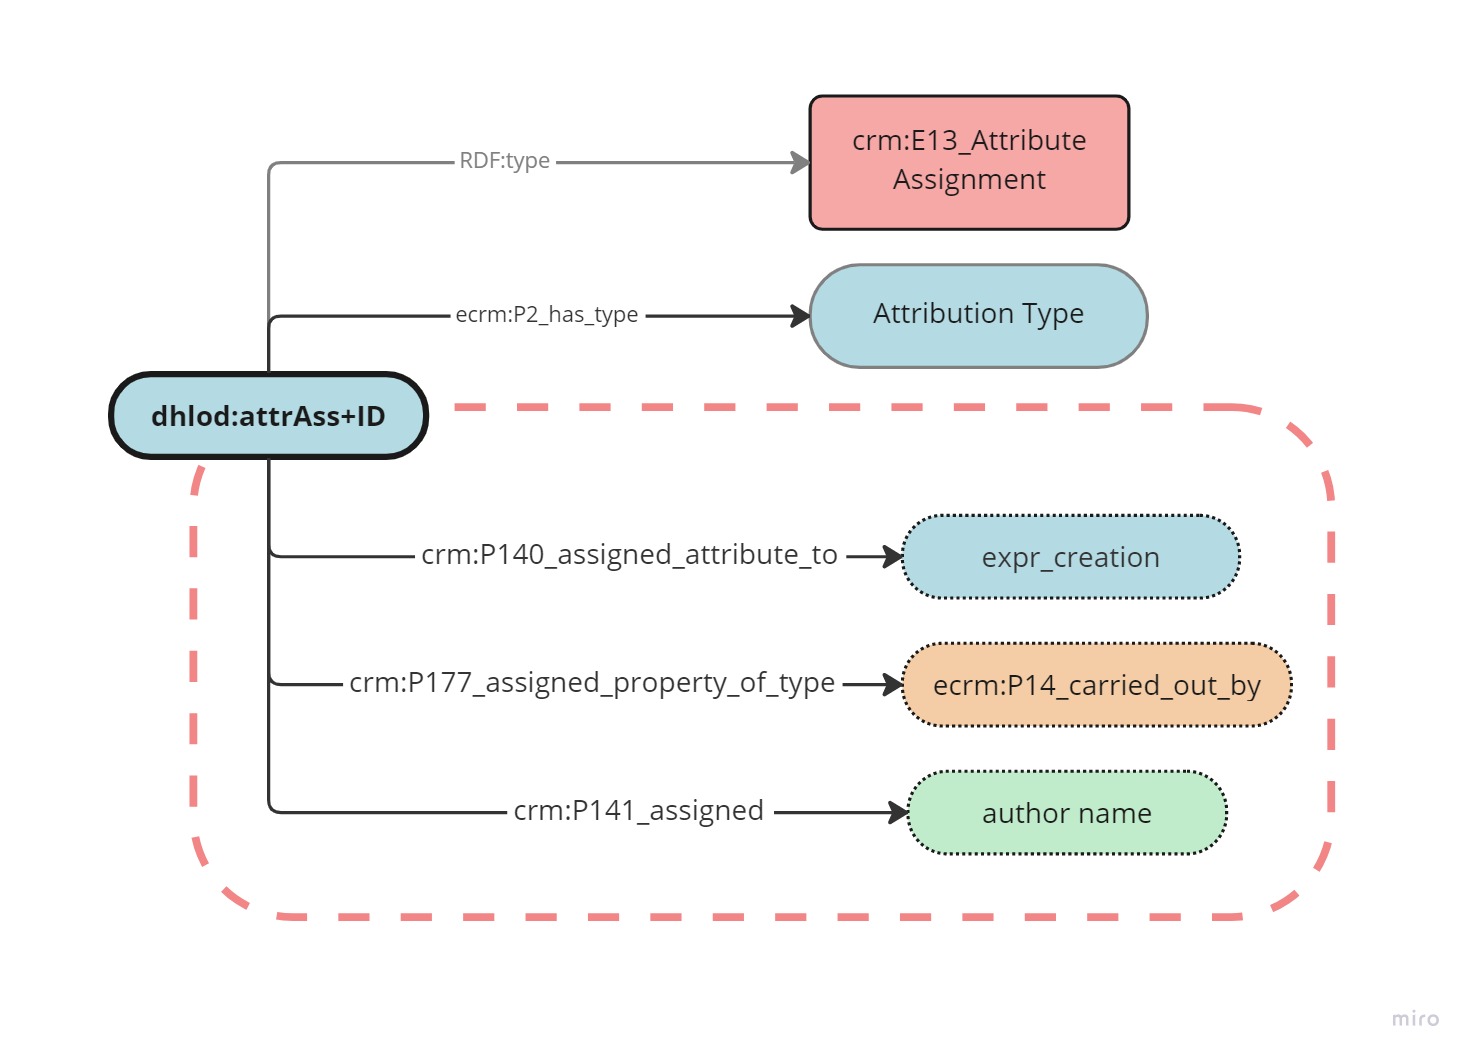 RDF:type
crm:E13_Attribute
Assignment
ecrm:P2_has_type
Attribution Type
dhlod:attrAss+ID
crm:P140_assigned_attribute_to
expr_creation
crm:P177_assigned_property_of_type
ecrm:P14_carried_out_by
crm:P141_assigned
author name
miro